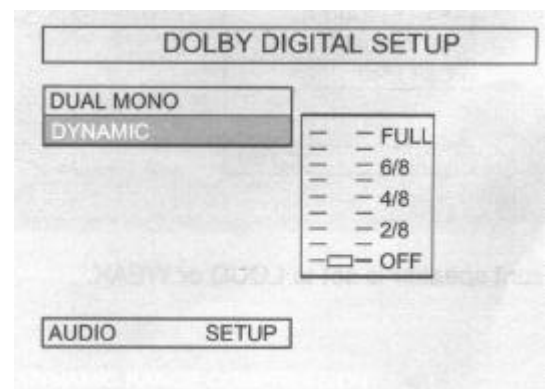 DOLBY DIGITAL SETUP
DUAL MONO
DYNAMIC
FULL
6/8
4/8
2/8
OFF
AUDIO SETUP